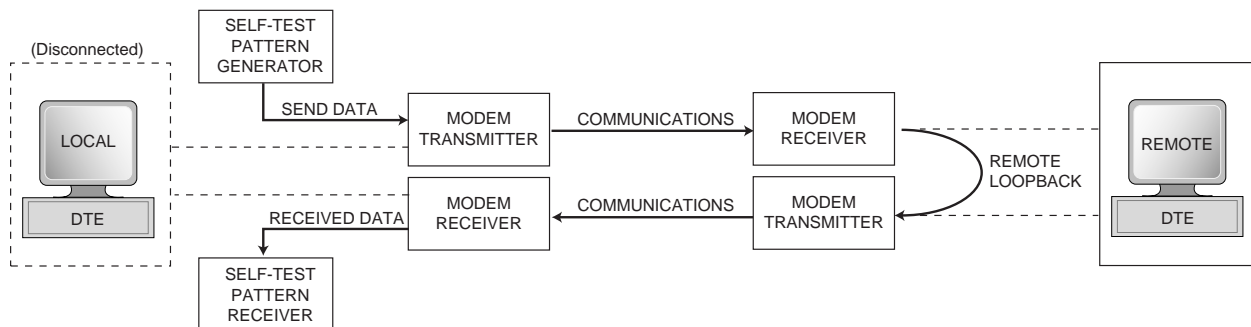 (Disconnected)
LOCAL
DTE
SELF-TEST
PATTERN
GENERATOR
SEND DATA
MODEM
TRANSMITTER
COMMUNICATIONS
MODEM
RECEIVER
REMOTE
LOOPBACK
REMOTE
DTE
MODEM
TRANSMITTER
COMMUNICATIONS
MODEM
RECEIVER
RECEIVED DATA
SELF-TEST
PATTERN
RECEIVER